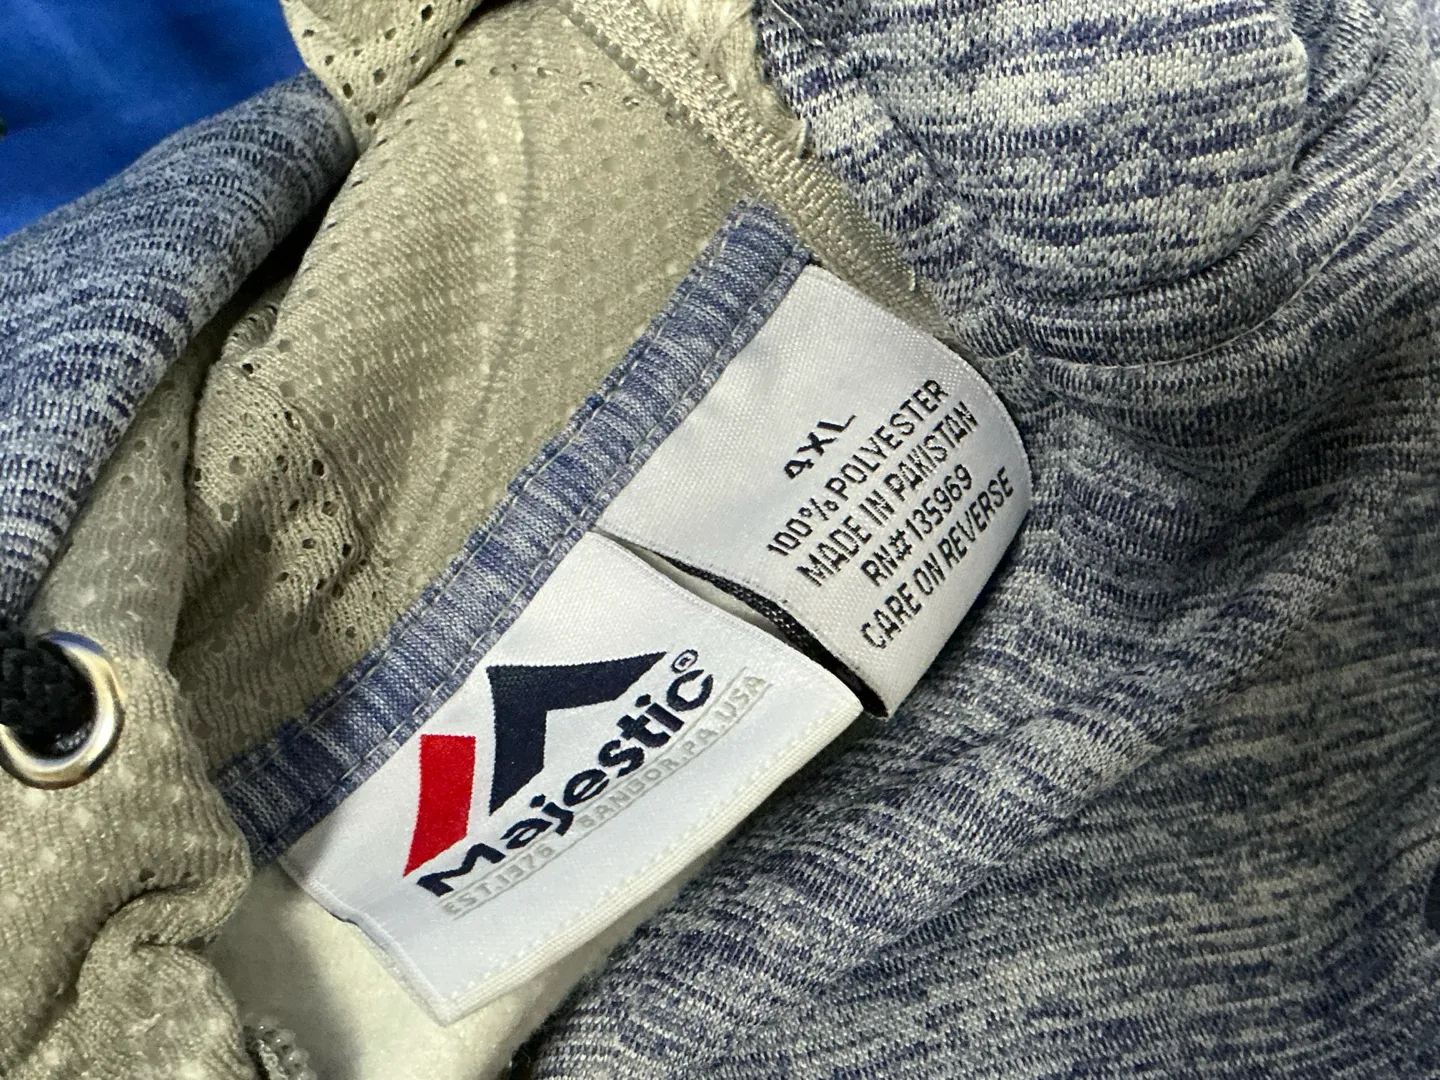 4XL
100% POLYESTER
MADE IN PAKISTAN
RN# 135969
CARE ON REVERSE
Majestic®
EST. 1976 BANGOR, PA, USA